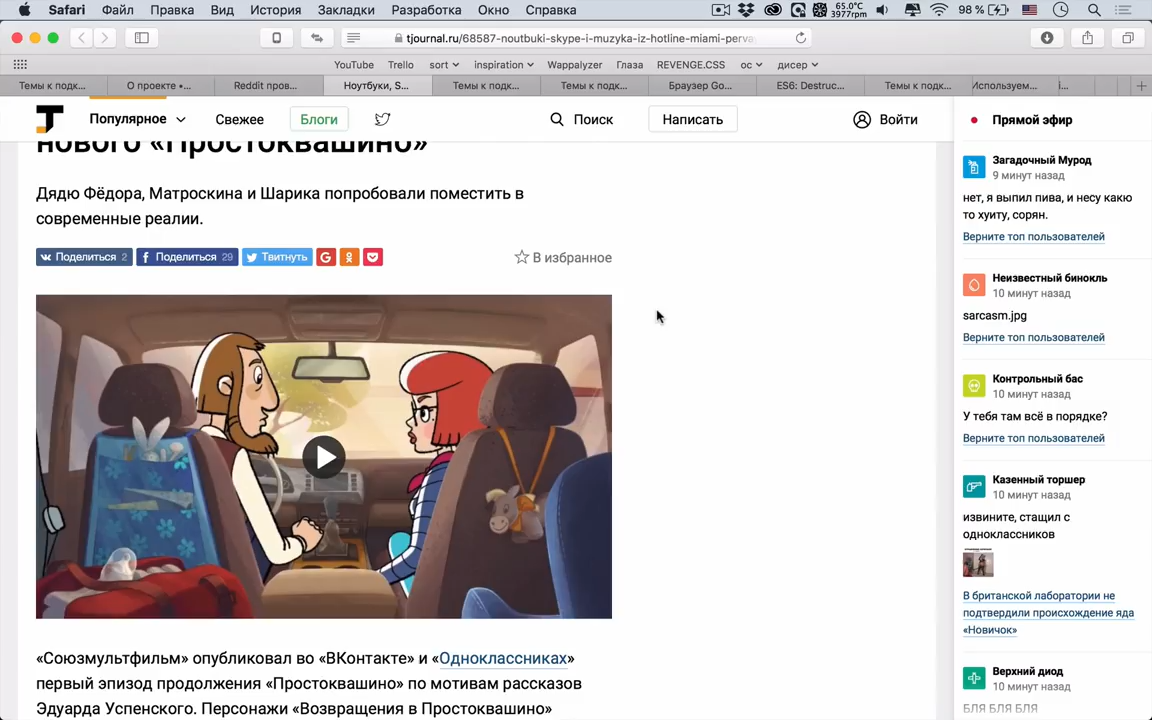 Safari Файл Правка Вид История Закладки Разработка Окно Справка
65.0°C
3977rpm
98 %
tjournal.ru/68587-noutbuki-skype-i-muzyka-iz-hotline-miami-perva
YouTube Trello sort inspiration Wappalyzer Глаза REVENGE.CSS ос дисер
Темы к подк... О проекте •... Reddit пров... Ноутбуки, S... Темы к подк... Темы к подк... Браузер Go... ES6: Destruc... Темы к подк... Используем... i...
Популярное Свежее Блоги Поиск Написать Войти
нового «Простоквашино»
Дядю Фёдора, Матроскина и Шарика попробовали поместить в
современные реалии.
Поделиться 2 Поделиться 29 Твитнуть
В избранное
«Союзмультфильм» опубликовал во «ВКонтакте» и «Одноклассниках»
первый эпизод продолжения «Простоквашино» по мотивам рассказов
Эдуарда Успенского. Персонажи «Возвращения в Простоквашино»
Прямой эфир
Загадочный Мурод
9 минут назад
нет, я выпил пива, и несу какю
то хуиту, сорян.
Верните топ пользователей
Неизвестный бинокль
10 минут назад
sarcasm.jpg
Верните топ пользователей
Контрольный бас
10 минут назад
У тебя там всё в порядке?
Верните топ пользователей
Казенный торшер
10 минут назад
извините, стащил с
одноклассников
В британской лаборатории не
подтвердили происхождение яда
«Новичок»
Верхний диод
10 минут назад
БЛЯ БЛЯ БЛЯ